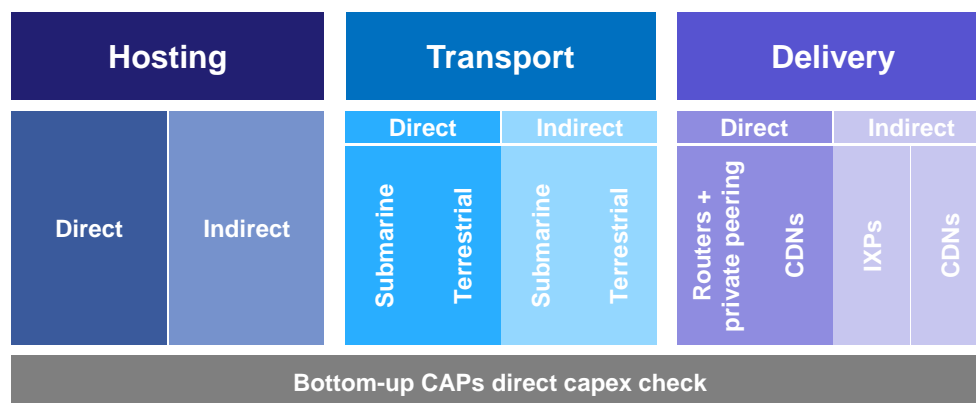 Hosting
Transport
Delivery
Direct
Indirect
Direct
Indirect
Submarine
Terrestrial
Submarine
Terrestrial
Direct
Indirect
Routers +
private peering
CDNs
IXPs
CDNs
Bottom-up CAPs direct capex check